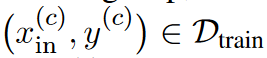 (x_in^(c), y^(c)) ∈ 𝒟_train